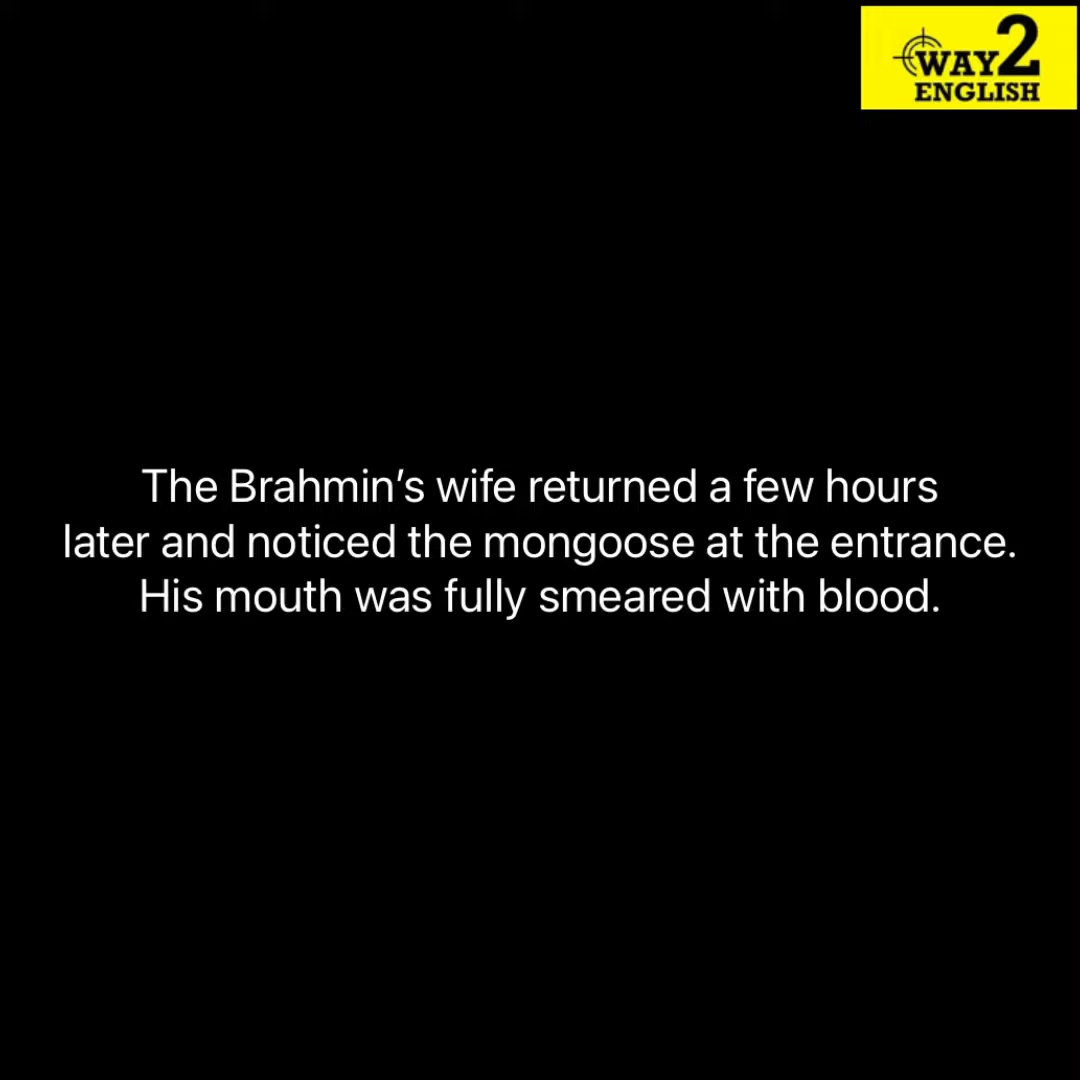 WAY2
ENGLISH
The Brahmin’s wife returned a few hours
later and noticed the mongoose at the entrance.
His mouth was fully smeared with blood.